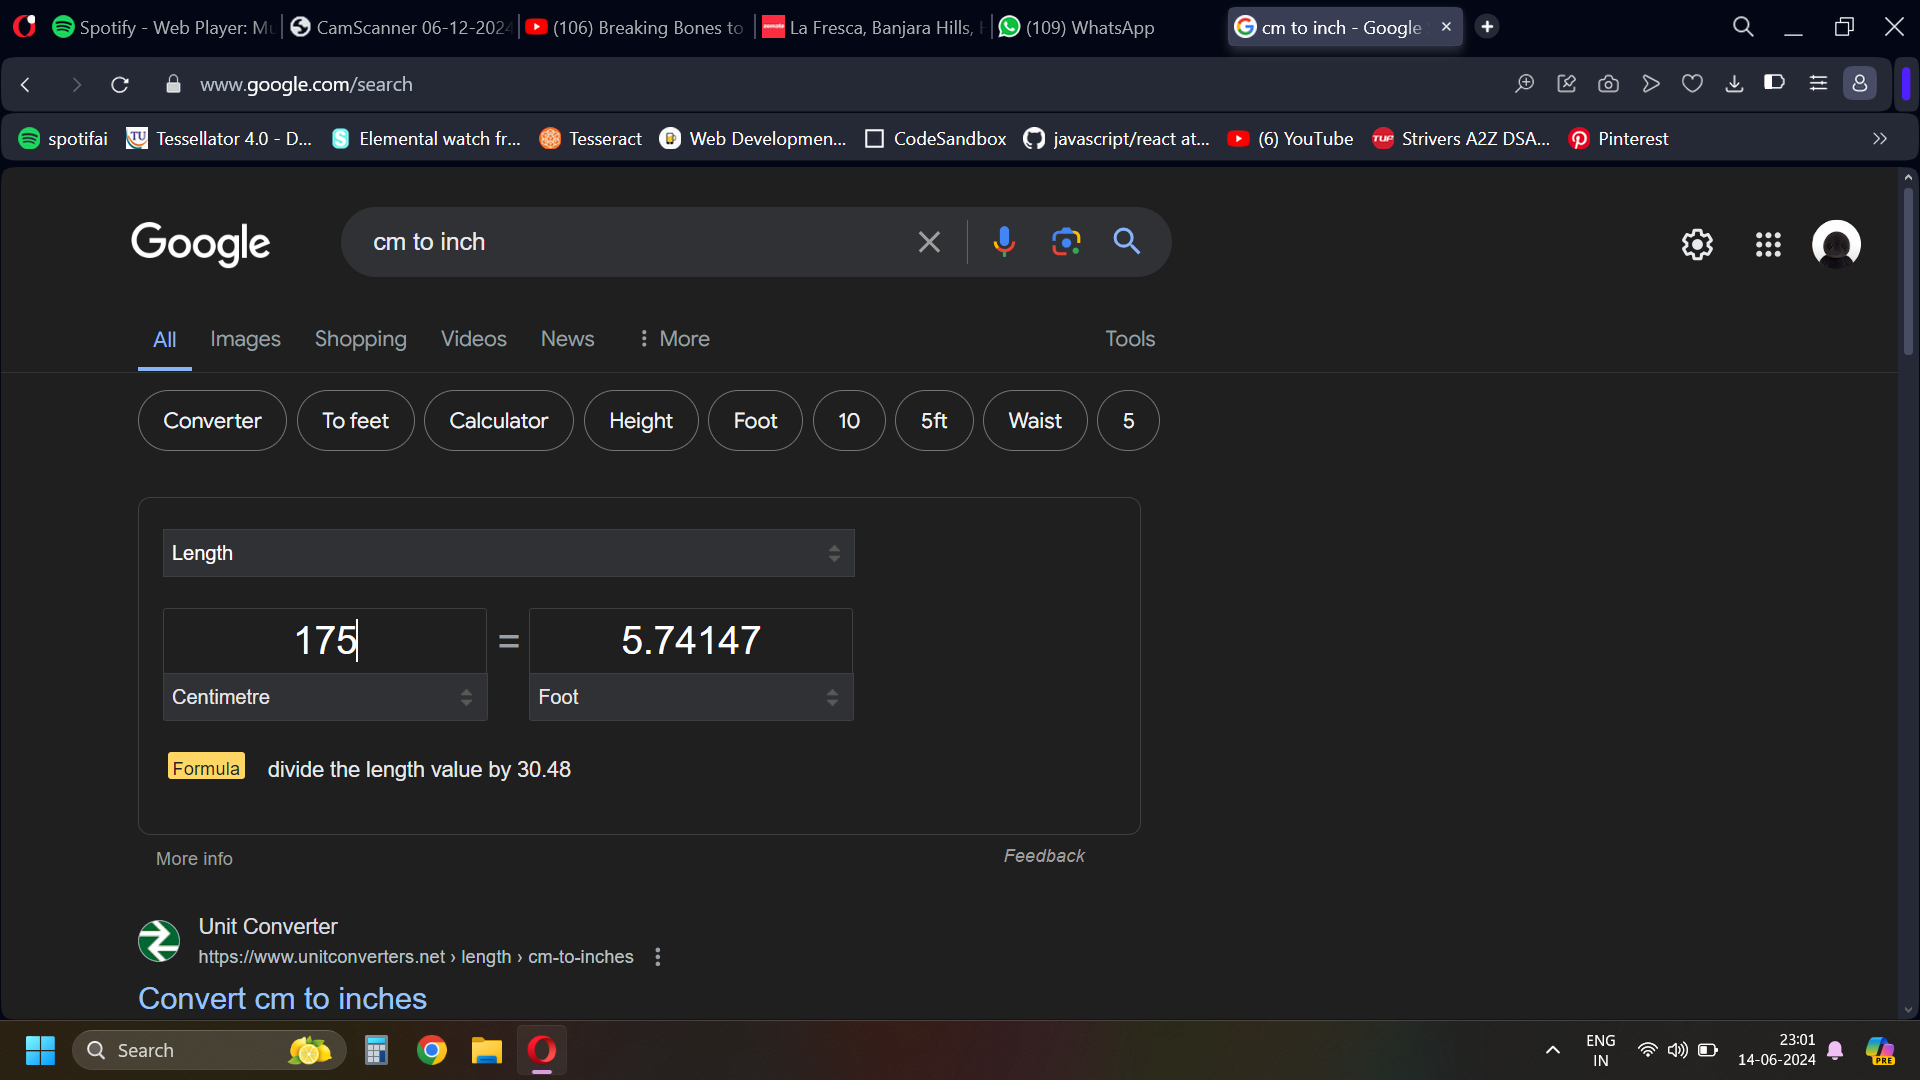 Spotify - Web Player: Mu
CamScanner 06-12-2024
(106) Breaking Bones to
La Fresca, Banjara Hills,
(109) WhatsApp
cm to inch - Google
www.google.com/search
spotifai
TU Tessellator 4.0 - D...
Elemental watch fr...
Tesseract
Web Developmen...
CodeSandbox
javascript/react at...
(6) YouTube
TUF Strivers A2Z DSA...
Pinterest
Google
cm to inch
All Images Shopping Videos News More Tools
Converter To feet Calculator Height Foot 10 5ft Waist 5
Length
175 = 5.74147
Centimetre Foot
Formula divide the length value by 30.48
More info Feedback
Unit Converter
https://www.unitconverters.net › length › cm-to-inches
Convert cm to inches
Search
ENG
IN
23:01
14-06-2024
PRE